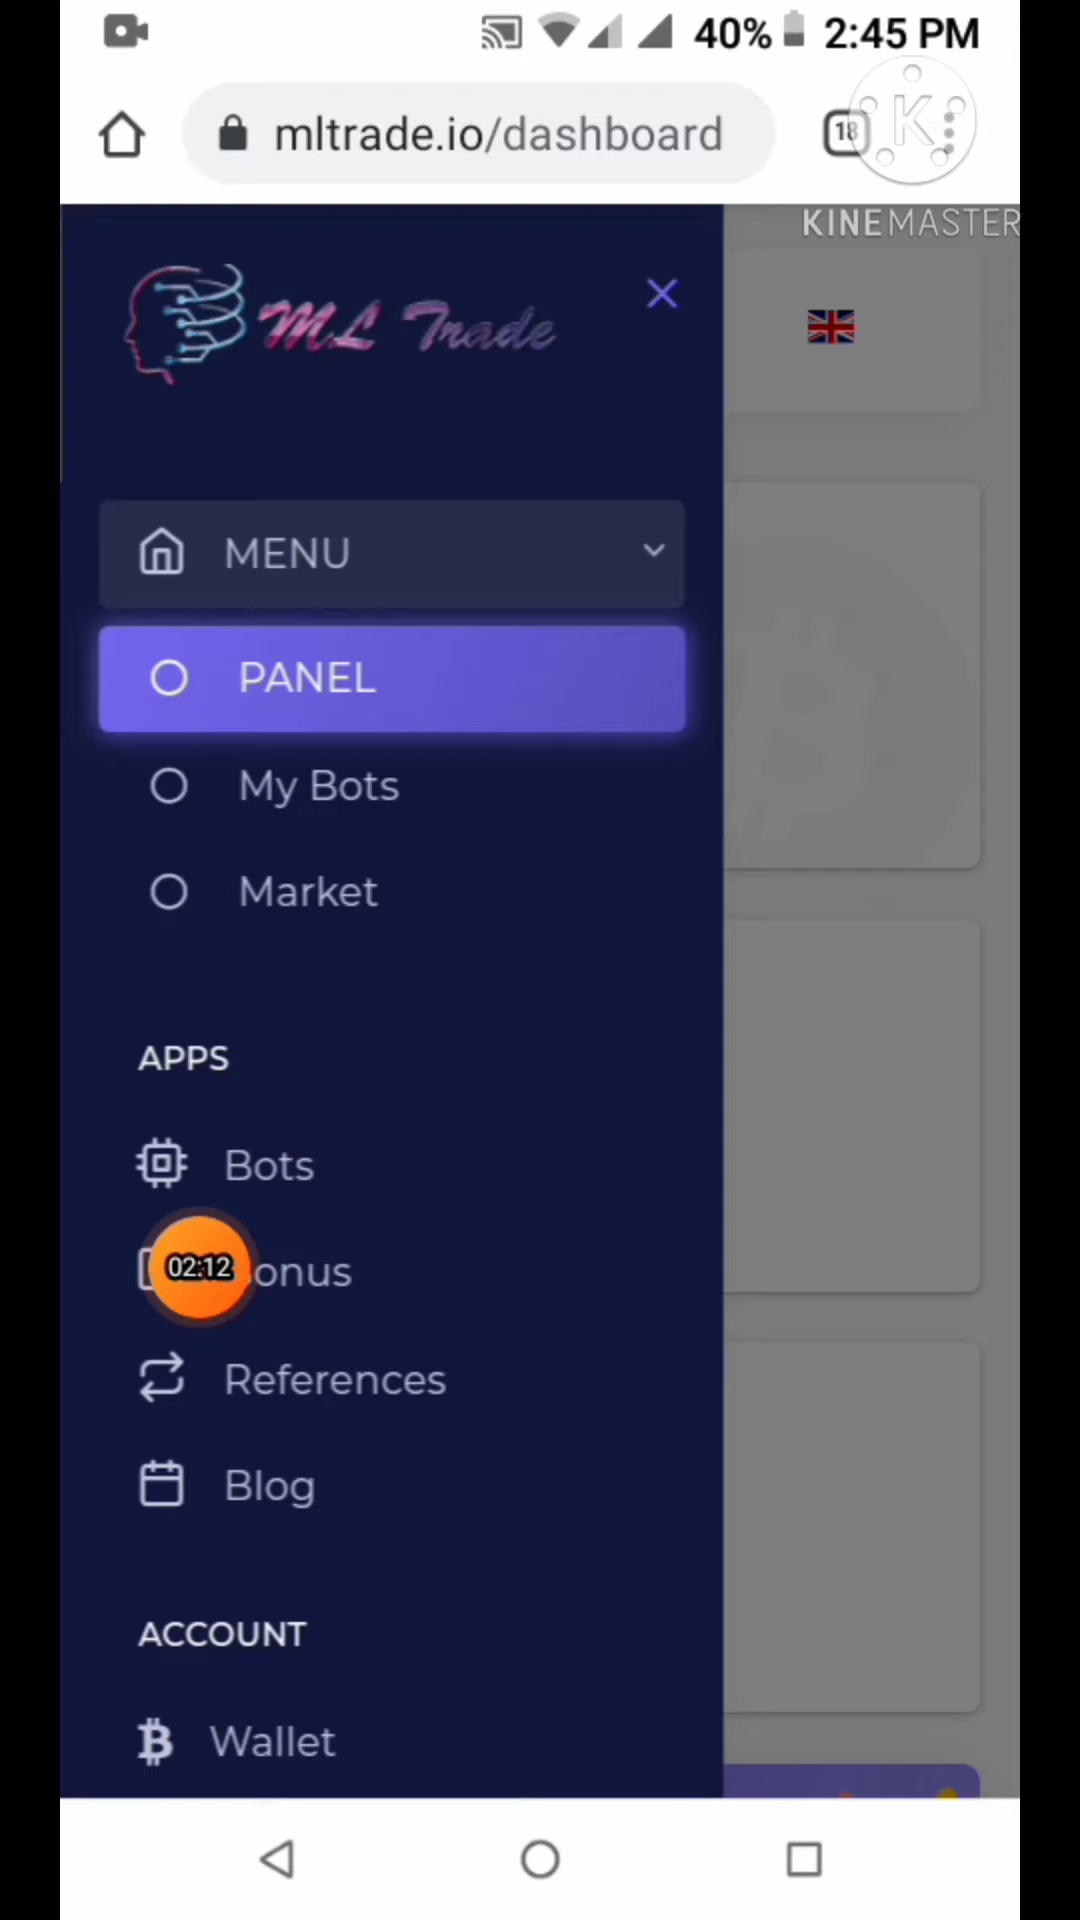 40% 2:45 PM
mltrade.io/dashboard
18
K
KINEMASTER
ML Trade
MENU
PANEL
My Bots
Market
APPS
Bots
02:12
onus
References
Blog
ACCOUNT
Wallet